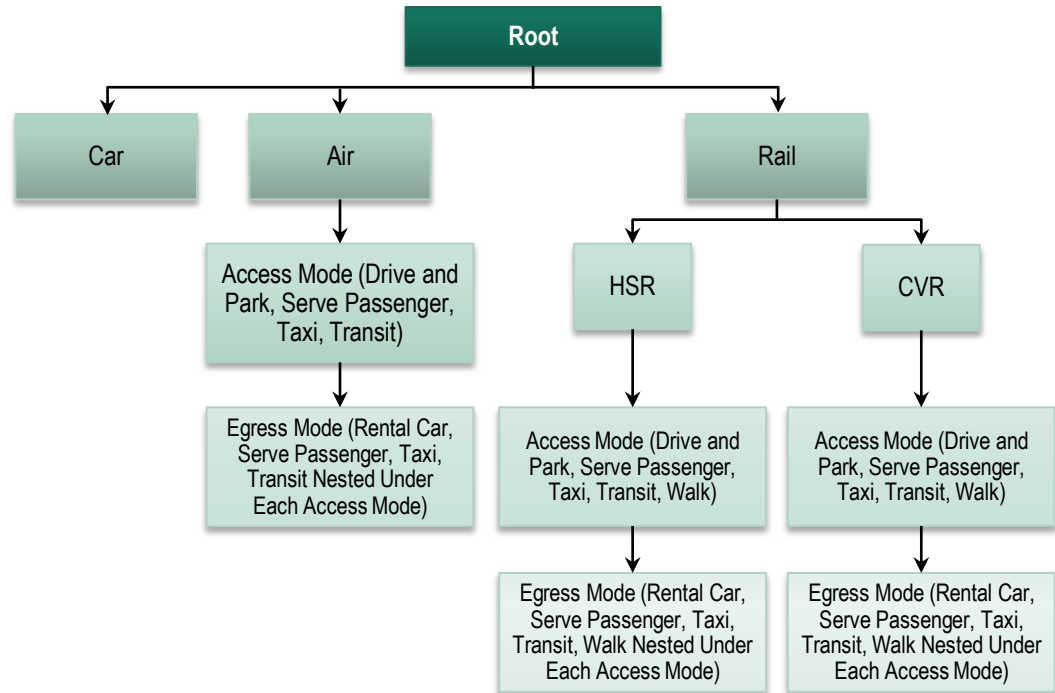 Root
Car
Air
Rail
Access Mode (Drive and
Park, Serve Passenger,
Taxi, Transit)
HSR
CVR
Egress Mode (Rental Car,
Serve Passenger, Taxi,
Transit Nested Under
Each Access Mode)
Access Mode (Drive and
Park, Serve Passenger,
Taxi, Transit, Walk)
Access Mode (Drive and
Park, Serve Passenger,
Taxi, Transit, Walk)
Egress Mode (Rental Car,
Serve Passenger, Taxi,
Transit, Walk Nested Under
Each Access Mode)
Egress Mode (Rental Car,
Serve Passenger, Taxi,
Transit, Walk Nested Under
Each Access Mode)